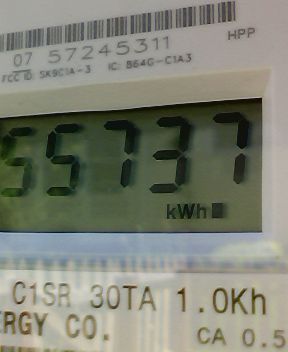 HPP
07 57245311
FCC ID: SK9C1A-3 IC: 864G-C1A3
55737
kWh
C1SR 30TA 1.0Kh
ERGY CO.
CA 0.5